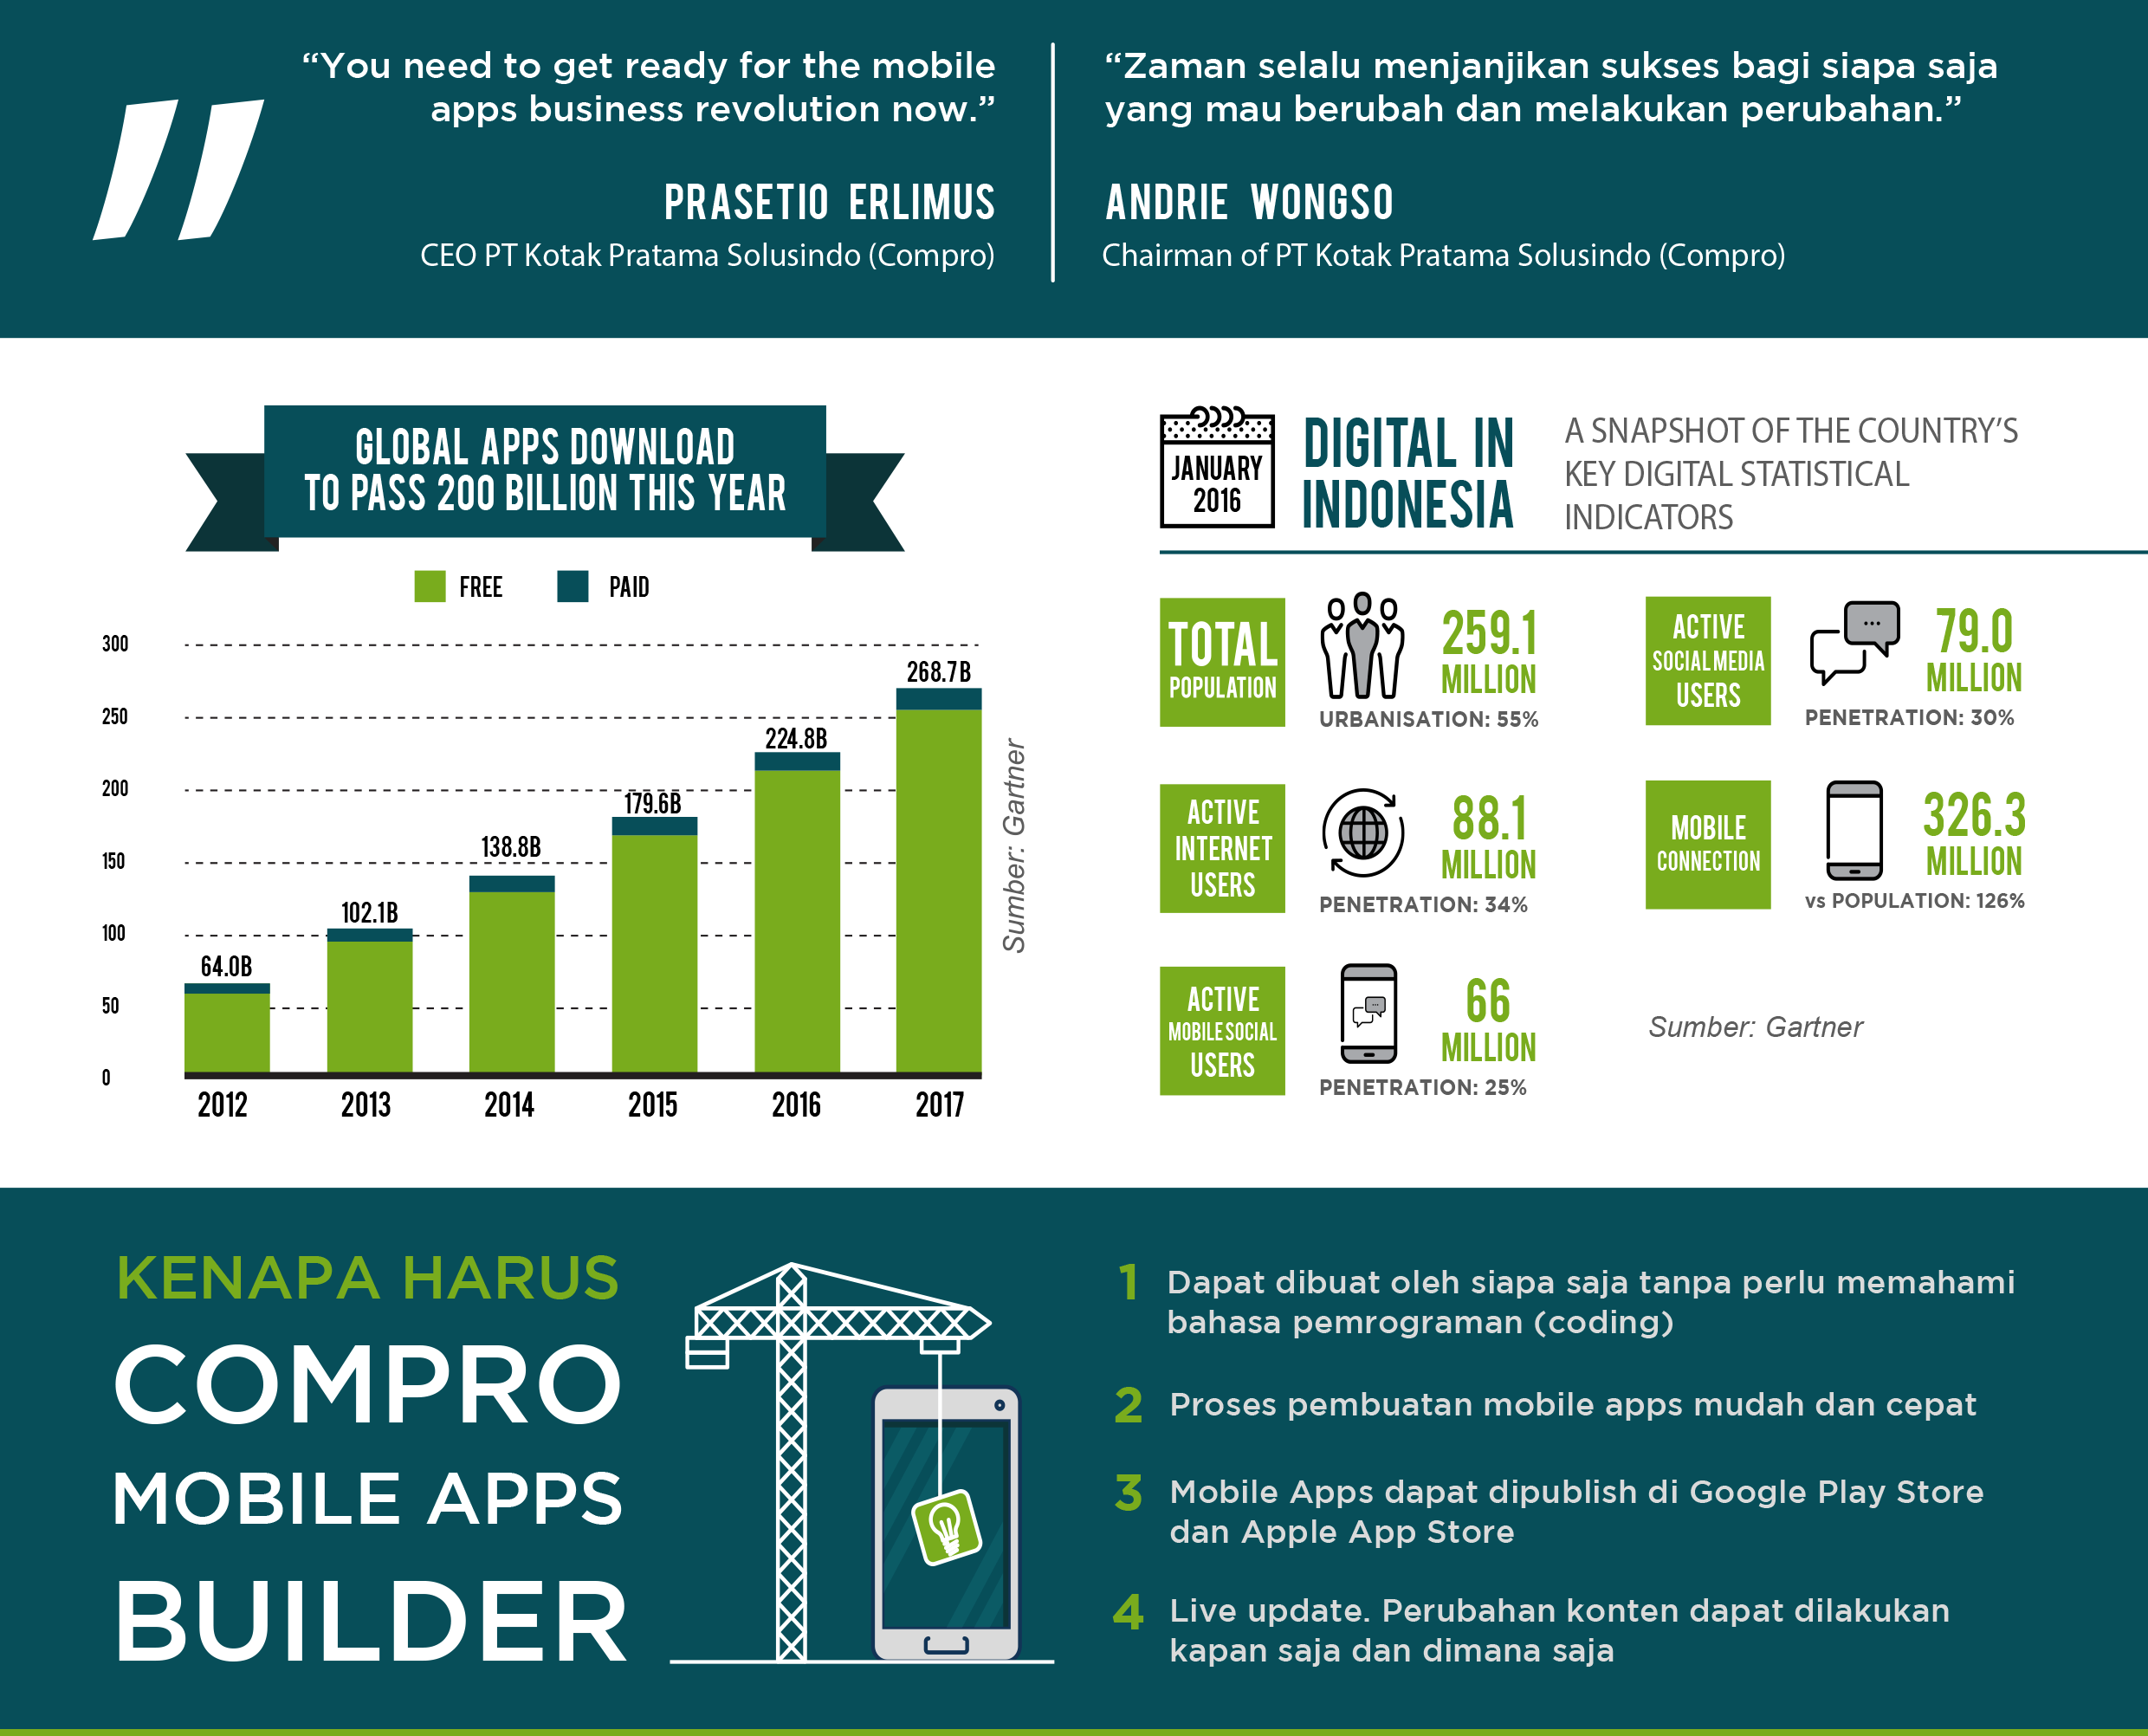 “You need to get ready for the mobile
apps business revolution now.”
PRASETIO ERLIMUS
CEO PT Kotak Pratama Solusindo (Compro)
“Zaman selalu menjanjikan sukses bagi siapa saja
yang mau berubah dan melakukan perubahan.”
ANDRIE WONGSO
Chairman of PT Kotak Pratama Solusindo (Compro)
GLOBAL APPS DOWNLOAD
TO PASS 200 BILLION THIS YEAR
FREE
PAID
300
250
200
150
100
50
0
64.0B
102.1B
138.8B
179.6B
224.8B
268.7B
2012
2013
2014
2015
2016
2017
Sumber: Gartner
JANUARY
2016
DIGITAL IN
INDONESIA
A SNAPSHOT OF THE COUNTRY’S
KEY DIGITAL STATISTICAL
INDICATORS
TOTAL
POPULATION
259.1
MILLION
URBANISATION: 55%
ACTIVE
SOCIAL MEDIA
USERS
79.0
MILLION
PENETRATION: 30%
ACTIVE
INTERNET
USERS
88.1
MILLION
PENETRATION: 34%
MOBILE
CONNECTION
326.3
MILLION
vs POPULATION: 126%
ACTIVE
MOBILE SOCIAL
USERS
66
MILLION
PENETRATION: 25%
Sumber: Gartner
KENAPA HARUS
COMPRO
MOBILE APPS
BUILDER
1 Dapat dibuat oleh siapa saja tanpa perlu memahami
bahasa pemrograman (coding)
2 Proses pembuatan mobile apps mudah dan cepat
3 Mobile Apps dapat dipublish di Google Play Store
dan Apple App Store
4 Live update. Perubahan konten dapat dilakukan
kapan saja dan dimana saja